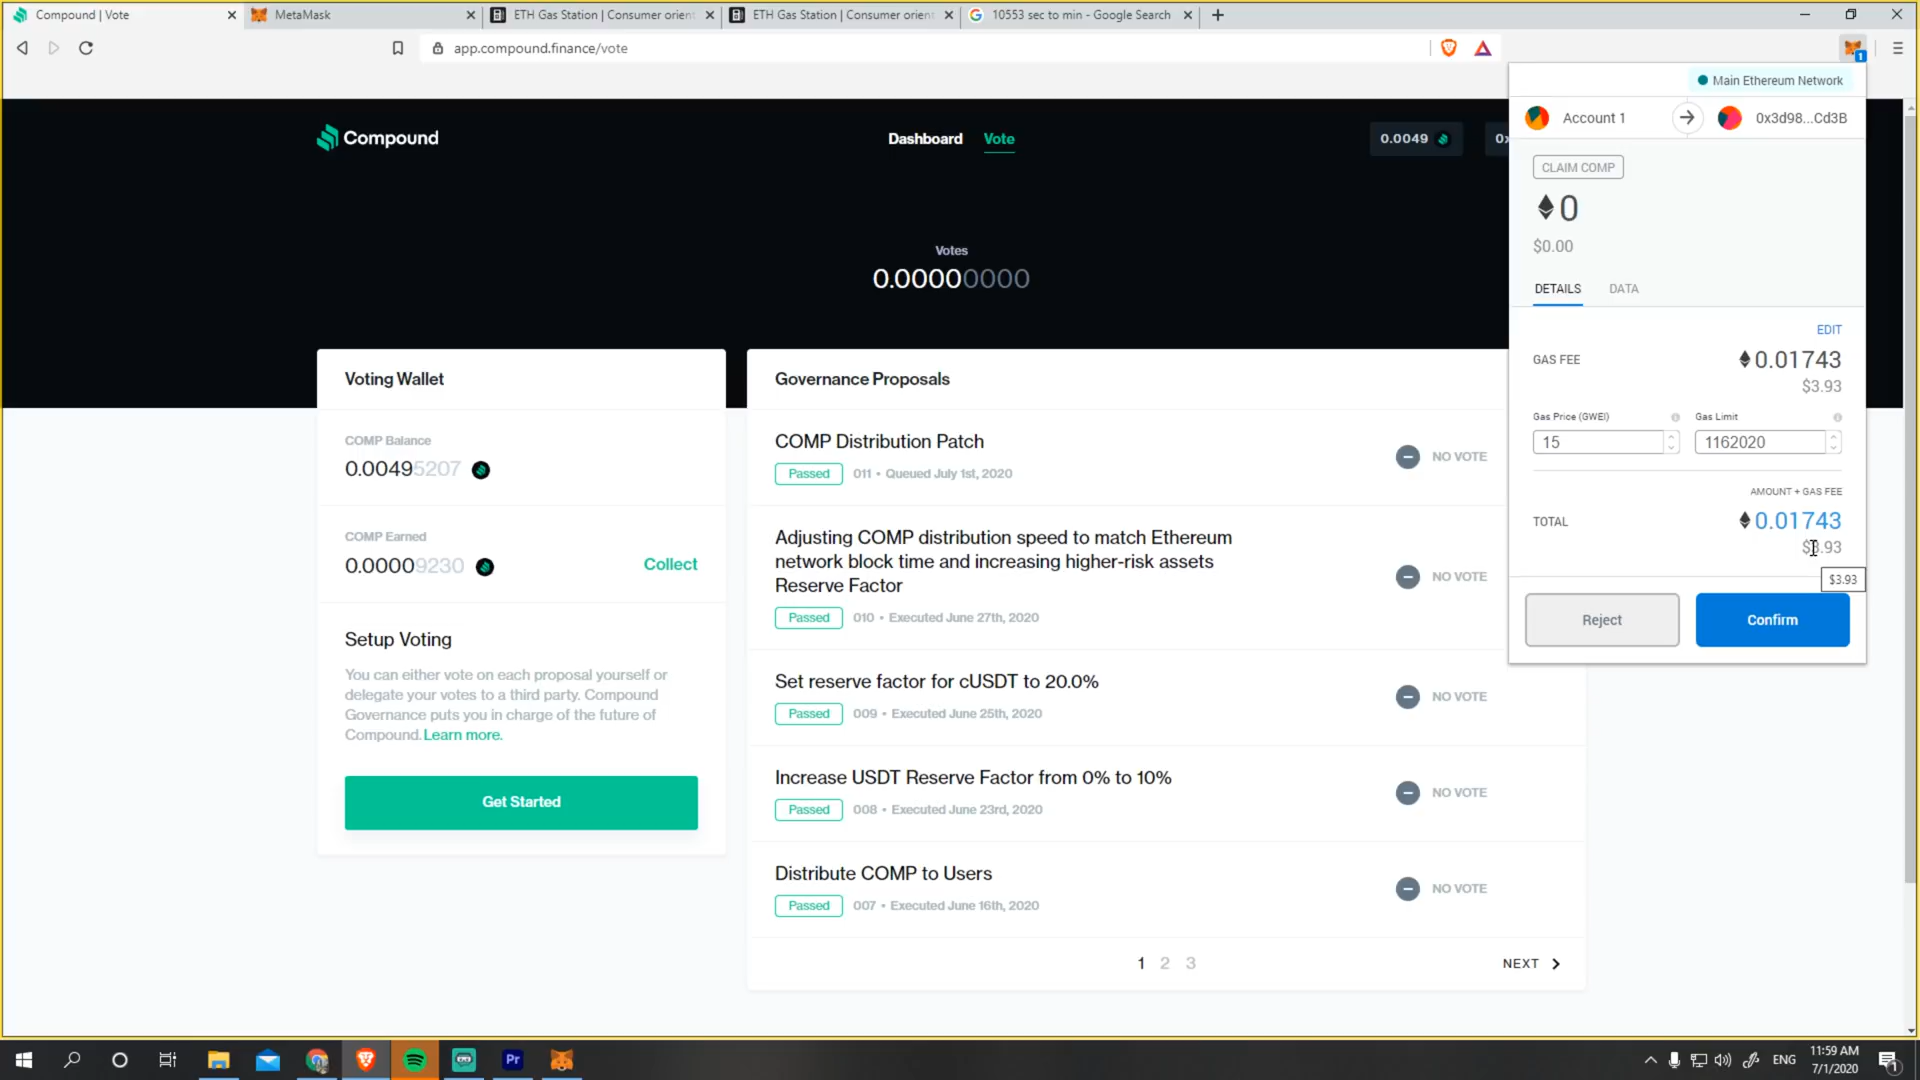 Compound | Vote
MetaMask
ETH Gas Station | Consumer orient
ETH Gas Station | Consumer orient
10553 sec to min - Google Search
app.compound.finance/vote
1
Main Ethereum Network
Account 1
0x3d98...Cd3B
Compound
Dashboard
Vote
0.0049
0x
CLAIM COMP
0
$0.00
Votes
0.00000000
DETAILS
DATA
EDIT
GAS FEE
0.01743
$3.93
Gas Price (GWEI)
Gas Limit
15
1162020
AMOUNT + GAS FEE
TOTAL
0.01743
$3.93
$3.93
Reject
Confirm
Voting Wallet
COMP Balance
0.00495207
COMP Earned
0.00009230
Collect
Setup Voting
You can either vote on each proposal yourself or
delegate your votes to a third party. Compound
Governance puts you in charge of the future of
Compound. Learn more.
Get Started
Governance Proposals
COMP Distribution Patch
Passed
011 • Queued July 1st, 2020
NO VOTE
Adjusting COMP distribution speed to match Ethereum
network block time and increasing higher-risk assets
Reserve Factor
Passed
010 • Executed June 27th, 2020
NO VOTE
Set reserve factor for cUSDT to 20.0%
Passed
009 • Executed June 25th, 2020
NO VOTE
Increase USDT Reserve Factor from 0% to 10%
Passed
008 • Executed June 23rd, 2020
NO VOTE
Distribute COMP to Users
Passed
007 • Executed June 16th, 2020
NO VOTE
1 2 3
NEXT
Pr
ENG
11:59 AM
7/1/2020
1